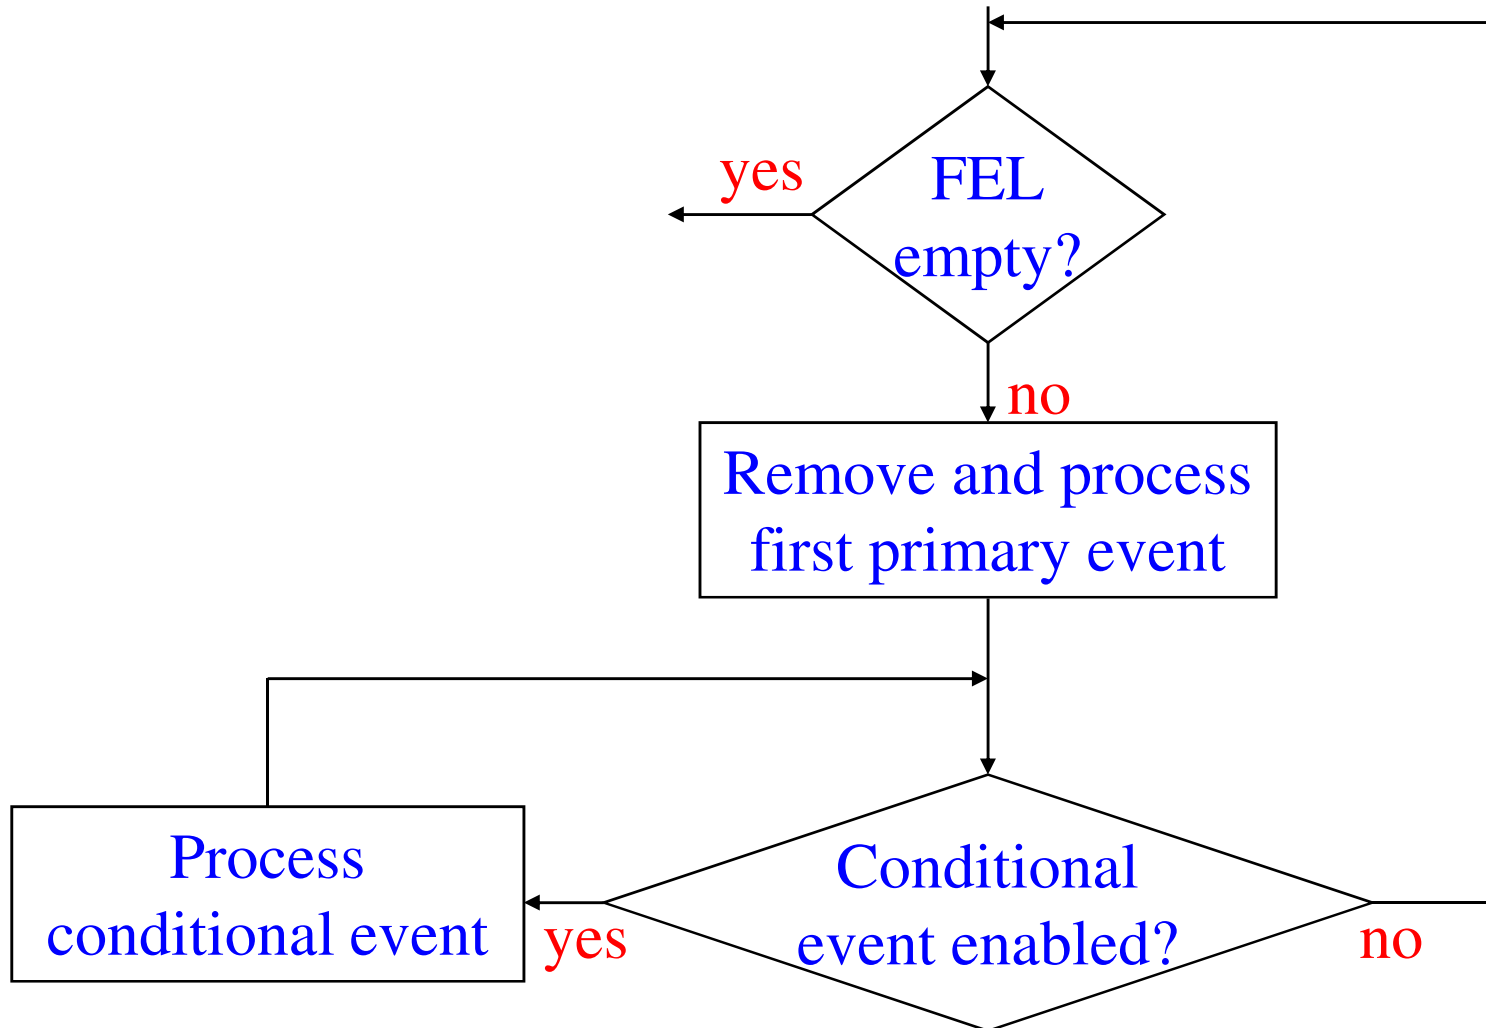 yes
FEL
empty?
no
Remove and process
first primary event
Process
conditional event
yes
Conditional
event enabled?
no